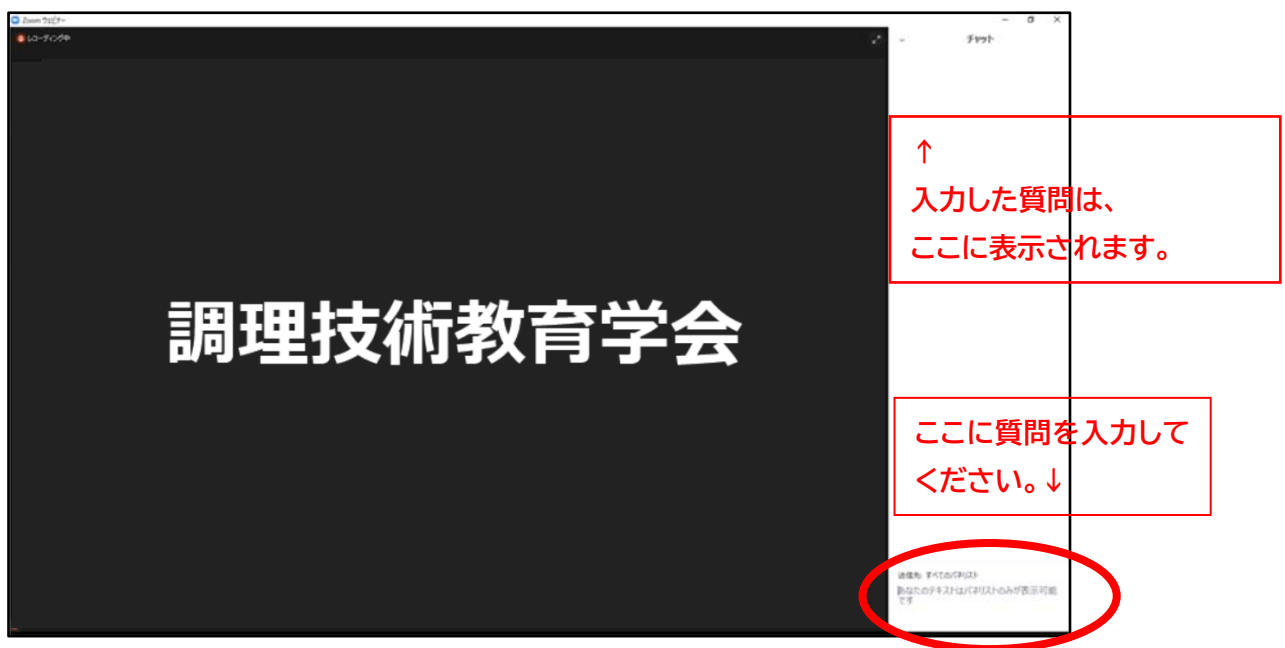 Zoom ウェビナー
レコーディング中
チャット
↑
入力した質問は、
ここに表示されます。
調理技術教育学会
ここに質問を入力して
ください。↓
送信先: すべてのパネリスト
あなたのテキストはパネリストのみが表示可能
です